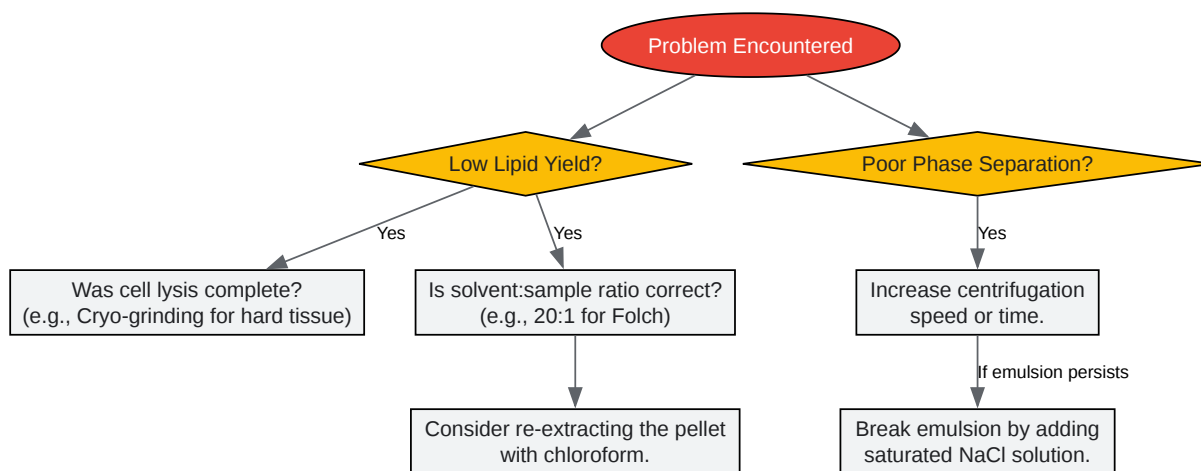 Problem Encountered
Low Lipid Yield?
Poor Phase Separation?
Yes
Yes
Yes
Was cell lysis complete?
(e.g., Cryo-grinding for hard tissue)
Is solvent:sample ratio correct?
(e.g., 20:1 for Folch)
Increase centrifugation
speed or time.
If emulsion persists
Consider re-extracting the pellet
with chloroform.
Break emulsion by adding
saturated NaCl solution.